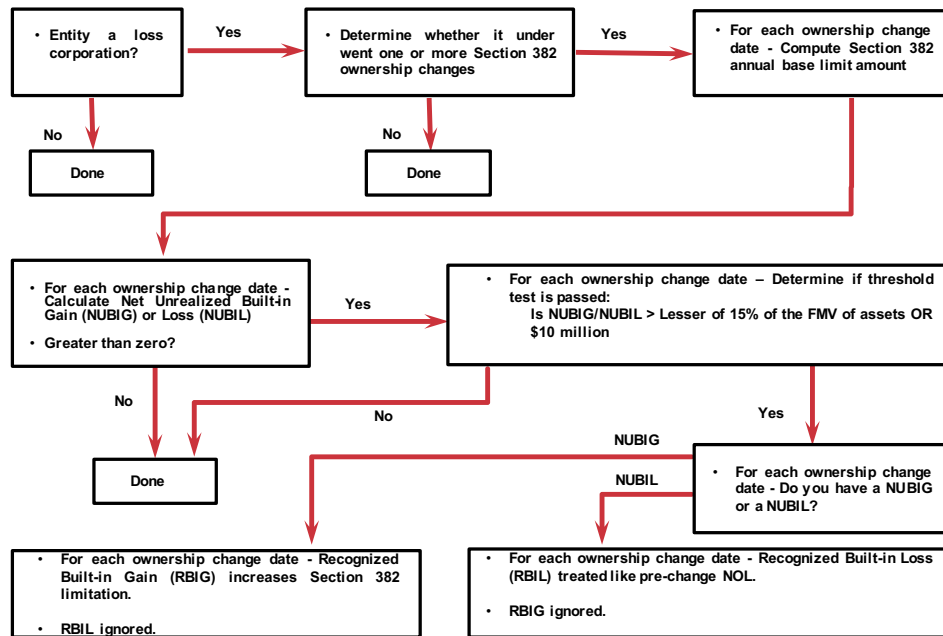 • Entity a loss
corporation?
Yes
• Determine whether it under
went one or more Section 382
ownership changes
Yes
• For each ownership change
date - Compute Section 382
annual base limit amount
No
Done
No
Done
• For each ownership change date -
Calculate Net Unrealized Built-in
Gain (NUBIG) or Loss (NUBIL)
• Greater than zero?
Yes
• For each ownership change date – Determine if threshold
test is passed:
Is NUBIG/NUBIL > Lesser of 15% of the FMV of assets OR
$10 million
No
No
Yes
Done
NUBIG
NUBIL
• For each ownership change
date - Do you have a NUBIG
or a NUBIL?
• For each ownership change date - Recognized
Built-in Gain (RBIG) increases Section 382
limitation.
• RBIL ignored.
• For each ownership change date - Recognized Built-in Loss
(RBIL) treated like pre-change NOL.
• RBIG ignored.